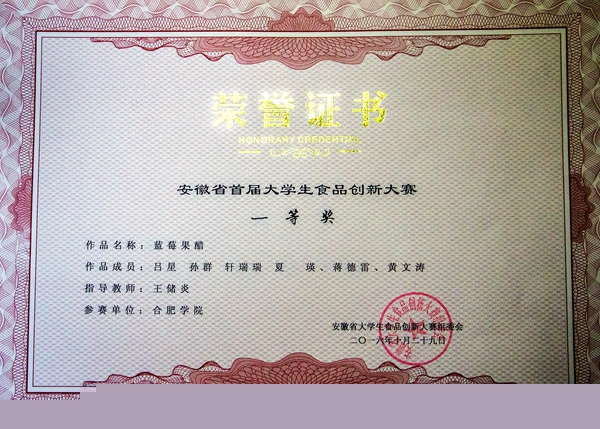 荣誉证书
HONORARY CREDENTIAL
安徽省首届大学生食品创新大赛
一等奖
作品名称：蓝莓果醋
作品成员：吕星 孙群 轩瑞瑞 夏 瑛、蒋德雷、黄文涛
指导教师：王储炎
参赛单位：合肥学院
安徽省大学生食品创新大赛组委会
二〇一六年十月二十九日